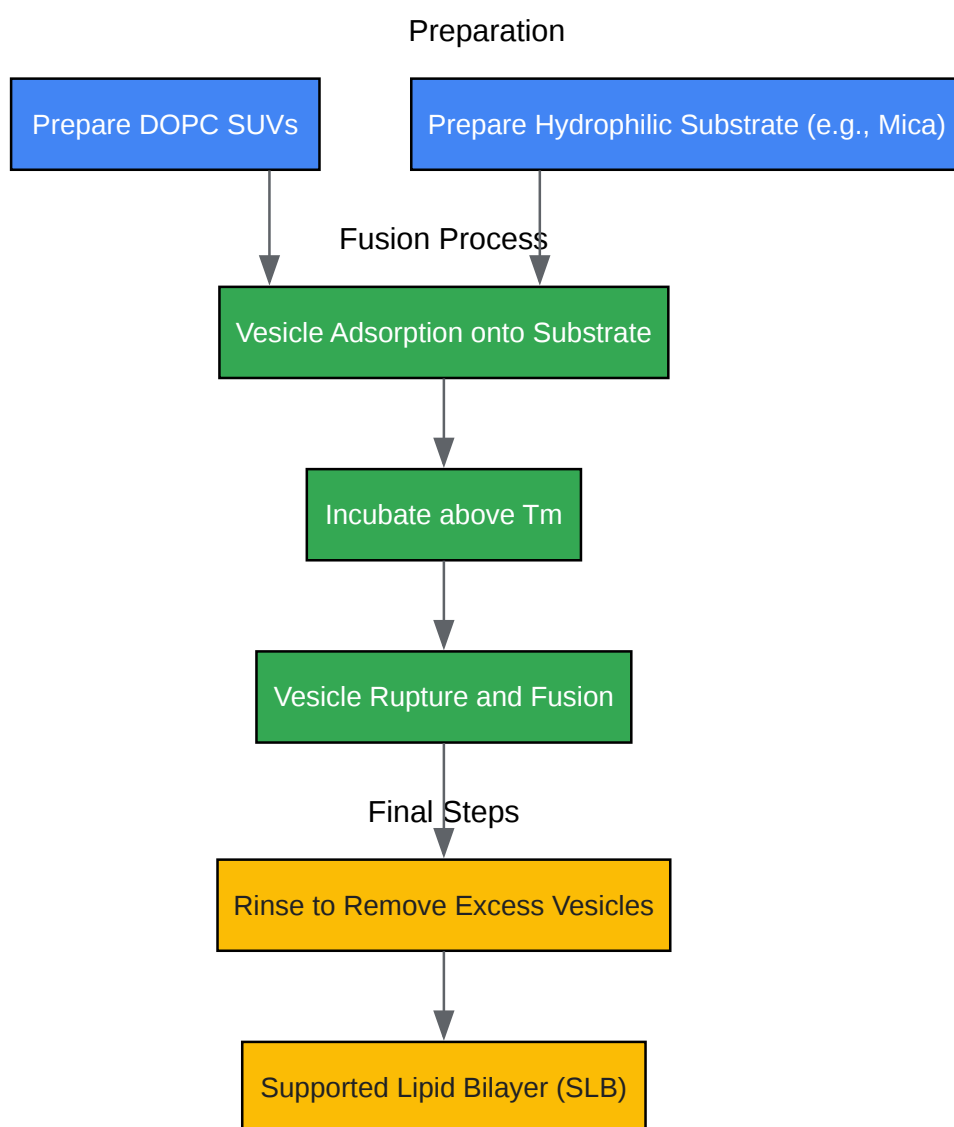 Preparation
Prepare DOPC SUVs
Prepare Hydrophilic Substrate (e.g., Mica)
Fusion Process
Vesicle Adsorption onto Substrate
Incubate above Tm
Vesicle Rupture and Fusion
Final Steps
Rinse to Remove Excess Vesicles
Supported Lipid Bilayer (SLB)